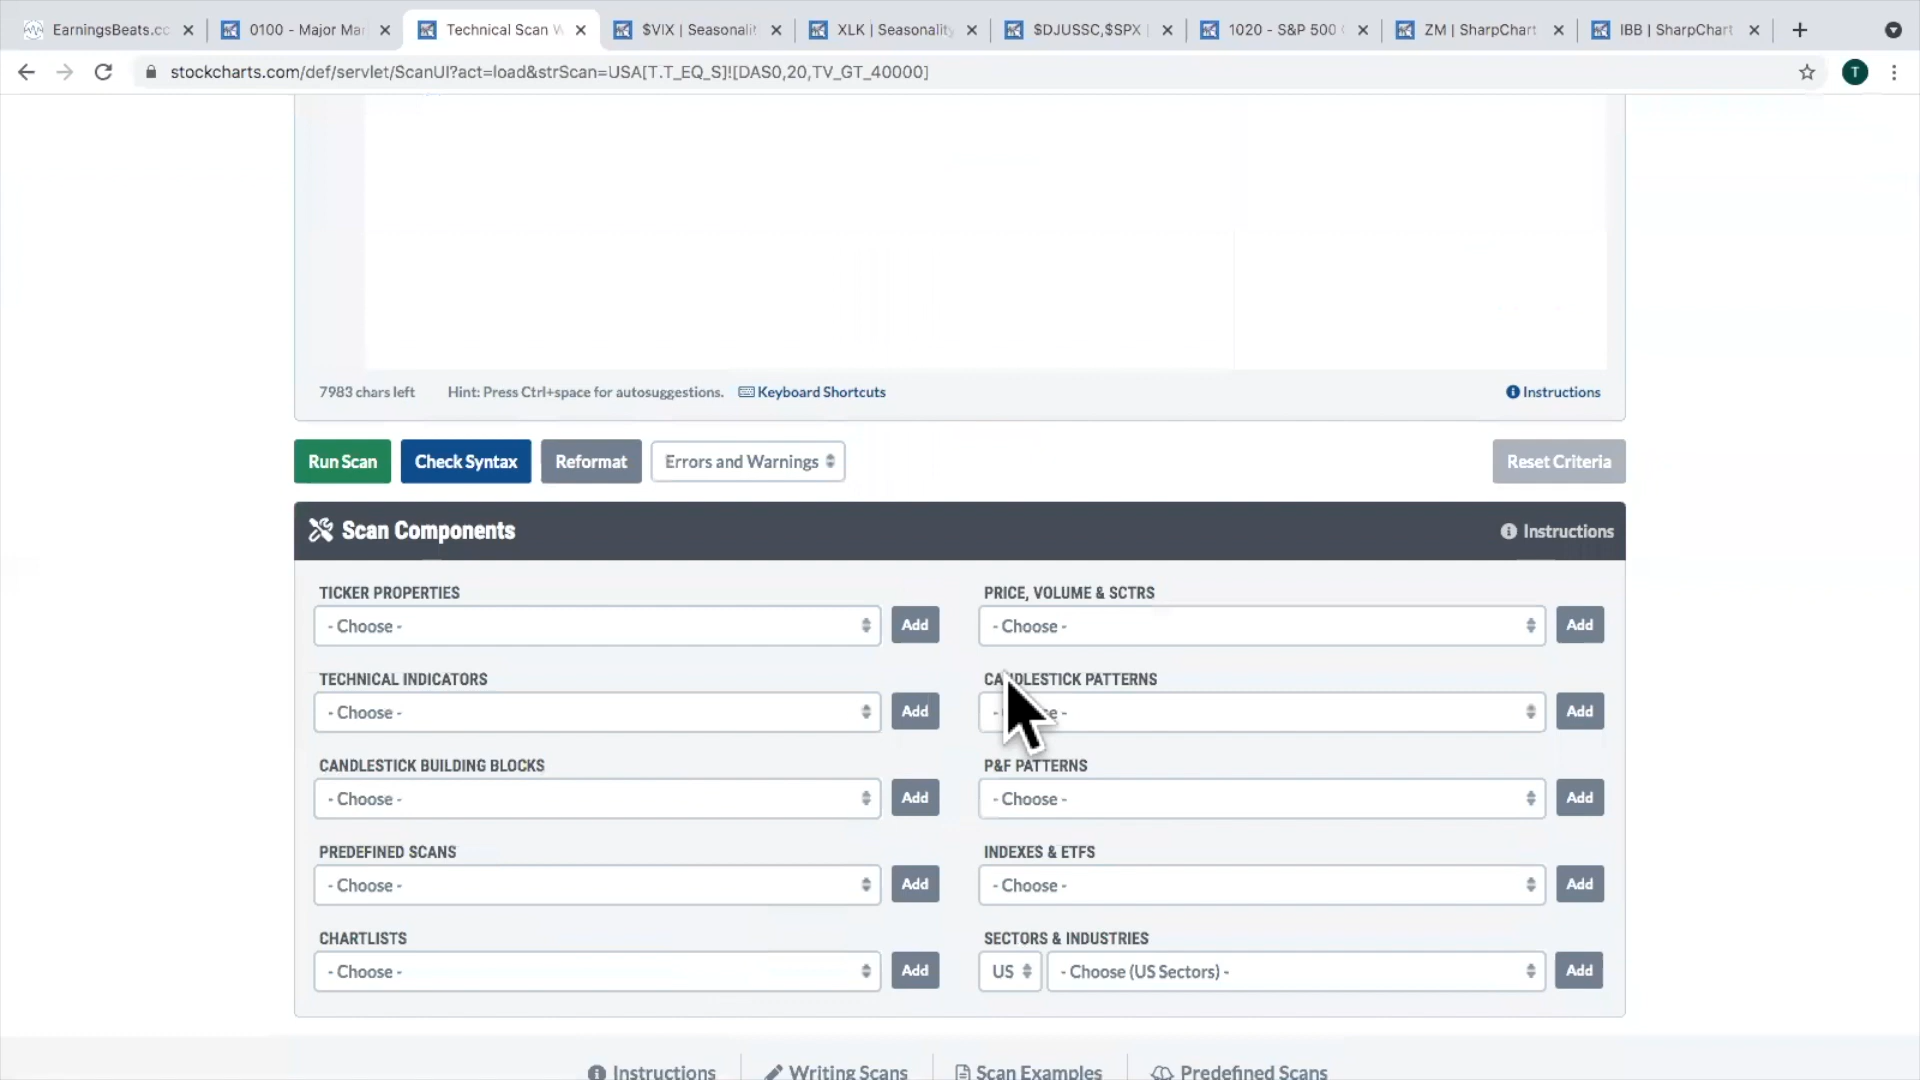 EarningsBeats.cc
0100 - Major Mar
Technical Scan W
$VIX | Seasonalit
XLK | Seasonality
$DJUSSC,$SPX |
1020 - S&P 500
ZM | SharpChart
IBB | SharpChart
stockcharts.com/def/servlet/ScanUI?act=load&strScan=USA[T.T_EQ_S]![DAS0,20,TV_GT_40000]
T
7983 chars left
Hint: Press Ctrl+space for autosuggestions.
Keyboard Shortcuts
Instructions
Run Scan
Check Syntax
Reformat
Errors and Warnings
Reset Criteria
Scan Components
Instructions
TICKER PROPERTIES
PRICE, VOLUME & SCTRS
- Choose -
Add
- Choose -
Add
TECHNICAL INDICATORS
CANDLESTICK PATTERNS
- Choose -
Add
Add
CANDLESTICK BUILDING BLOCKS
P&F PATTERNS
- Choose -
Add
- Choose -
Add
PREDEFINED SCANS
INDEXES & ETFS
- Choose -
Add
- Choose -
Add
CHARTLISTS
SECTORS & INDUSTRIES
- Choose -
Add
US
- Choose (US Sectors) -
Add
Instructions
Writing Scans
Scan Examples
Predefined Scans